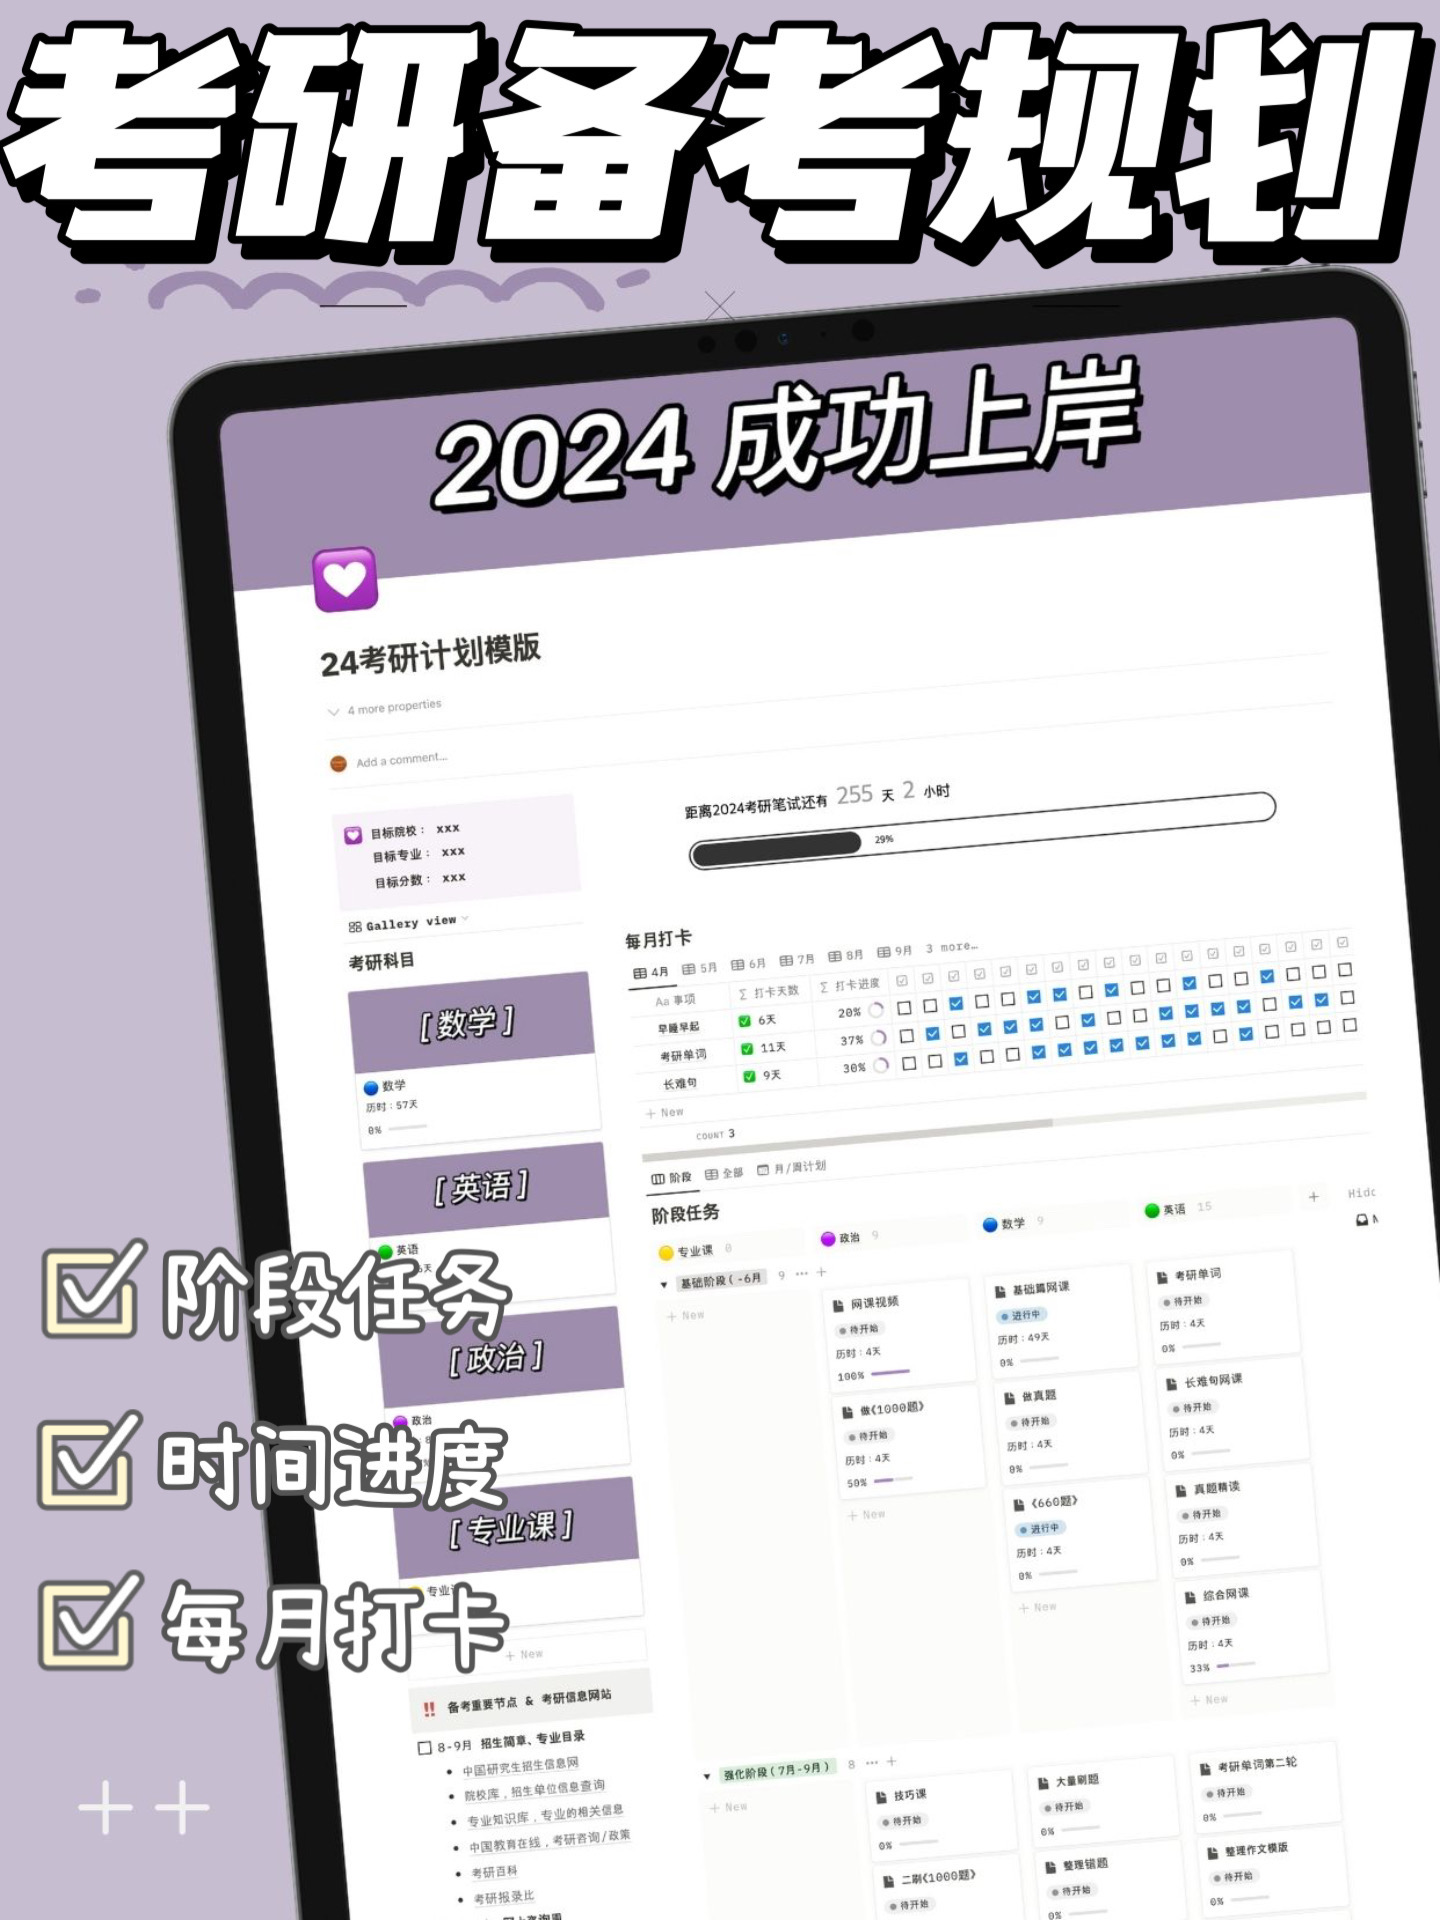 考研备考规划
2024 成功上岸
24考研计划模版
4 more properties
Add a comment...
目标院校： xxx
目标专业： xxx
目标分数： xxx
Gallery view
考研科目
[ 数学 ]
数学
历时：57天
0%
[ 英语 ]
英语
[ 政治 ]
政治
[ 专业课 ]
专业
+ New
阶段任务
时间进度
每月打卡
!! 备考重要节点 & 考研信息网站
8-9月 招生简章、专业目录
中国研究生招生信息网
院校库，招生单位信息查询
专业知识库，专业的相关信息
中国教育在线，考研咨询/政策
考研百科
考研报录比
距离2024考研笔试还有 255 天 2 小时
29%
每月打卡
4月 5月 6月 7月 8月 9月 3 more...
Aa 事项 Σ 打卡天数 Σ 打卡进度
早睡早起 6天 20%
考研单词 11天 37%
长难句 9天 30%
+ New
COUNT 3
阶段 全部 月/周计划
阶段任务
专业课 0 政治 9 数学 9 英语 15 +
基础阶段（-6月 9 ... +
+ New
网课视频
待开始
历时：4天
100%
做《1000题》
待开始
历时：4天
50%
+ New
基础篇网课
进行中
历时：49天
0%
做真题
待开始
历时：4天
0%
《660题》
进行中
历时：4天
0%
+ New
考研单词
待开始
历时：4天
0%
长难句网课
待开始
历时：4天
0%
真题精读
待开始
历时：4天
0%
综合网课
待开始
历时：4天
33%
+ New
强化阶段（7月-9月） 8 ... +
+ New
技巧课
待开始
0%
二刷《1000题》
待开始
大量刷题
待开始
0%
整理错题
待开始
0%
考研单词第二轮
待开始
0%
整理作文模版
待开始
0%